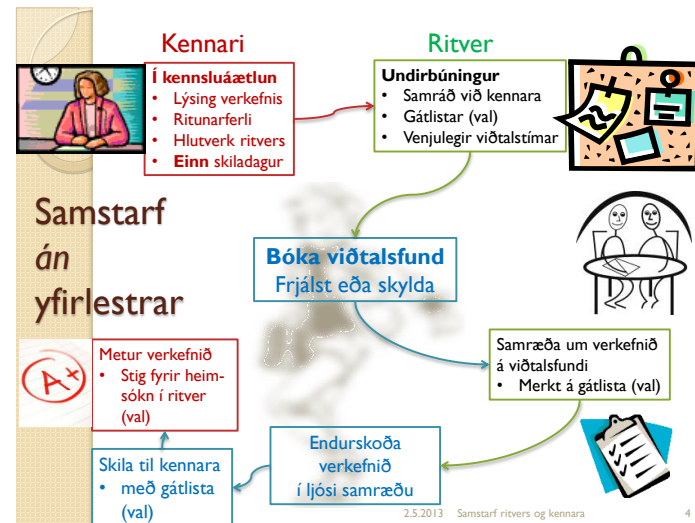 Kennari
Ritver
Í kennsluáætlun
• Lýsing verkefnis
• Ritunarferli
• Hlutverk ritvers
• Einn skiladagur
Undirbúningur
• Samráð við kennara
• Gátlistar (val)
• Venjulegir viðtalstímar
Samstarf
án
yfirlestrar
Bóka viðtalsfund
Frjálst eða skylda
Samræða um verkefnið
á viðtalsfundi
• Merkt á gátlista (val)
Metur verkefnið
• Stig fyrir heim-
sókn í ritver
(val)
A+
Endurskoða
verkefnið
í ljósi samræðu
Skila til kennara
• með gátlista
(val)
2.5.2013 Samstarf ritvers og kennara 4